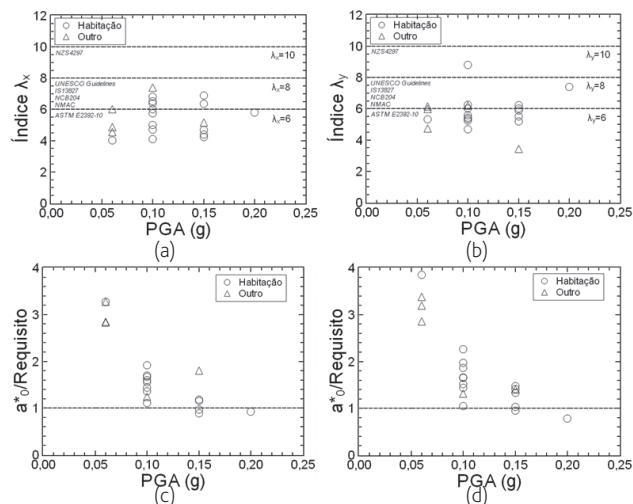 12
10
8
6
4
2
0
Índice λx
Habitação
Outro
NZS4297
λx=10
UNESCO Guidelines
IS13827
NCB204
NMAC
λx=8
ASTM E2392-10
λx=6
0,00 0,05 0,10 0,15 0,20 0,25
PGA (g)
(a)
12
10
8
6
4
2
0
Índice λy
Habitação
Outro
NZS4297
λy=10
UNESCO Guidelines
IS13827
NCB204
NMAC
λy=8
ASTM E2392-10
λy=6
0,00 0,05 0,10 0,15 0,20 0,25
PGA (g)
(b)
4
3
2
1
0
a*0/Requisito
Habitação
Outro
0,00 0,05 0,10 0,15 0,20 0,25
PGA (g)
(c)
4
3
2
1
0
a*0/Requisito
Habitação
Outro
0,00 0,05 0,10 0,15 0,20 0,25
PGA (g)
(d)